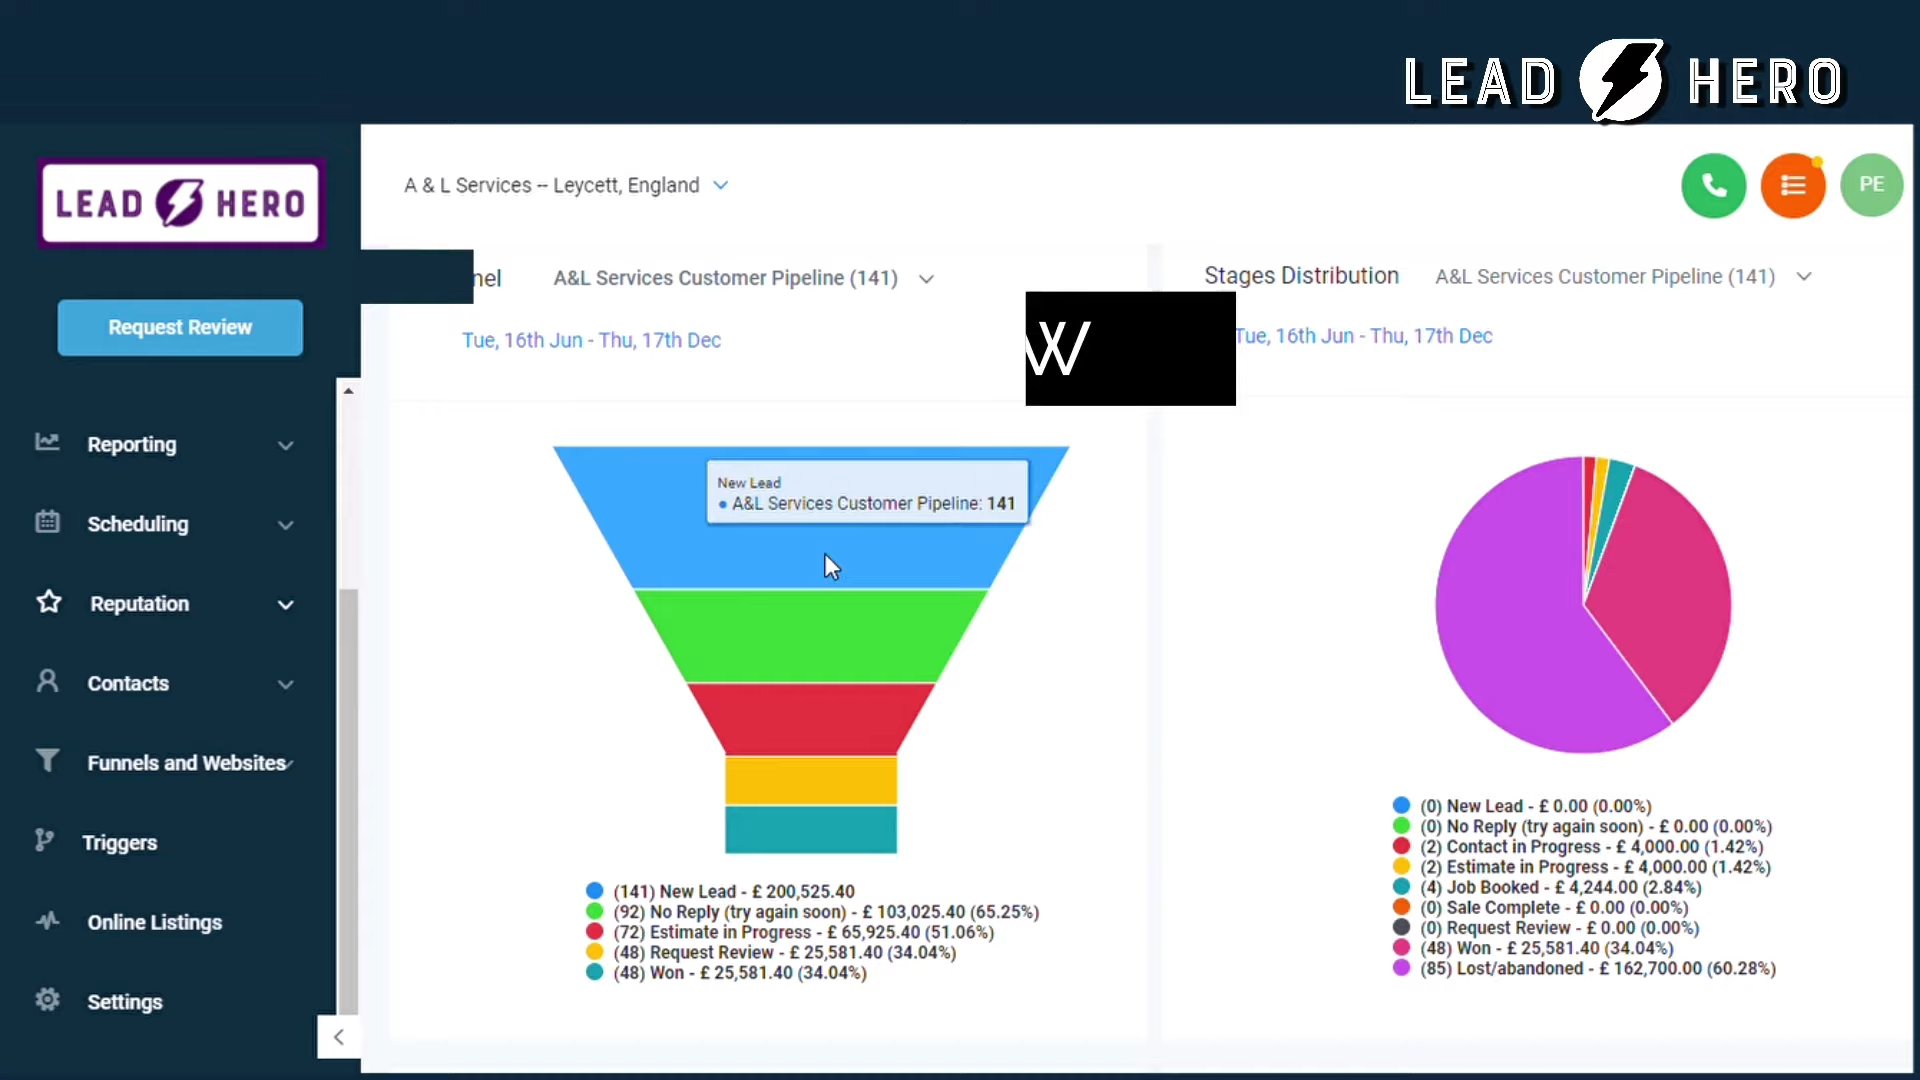 LEAD HERO
LEAD HERO
A & L Services -- Leycett, England
PE
Request Review
Reporting
Scheduling
Reputation
Contacts
Funnels and Websites
Triggers
Online Listings
Settings
nel
A&L Services Customer Pipeline (141)
Tue, 16th Jun - Thu, 17th Dec
W
New Lead
A&L Services Customer Pipeline: 141
(141) New Lead - £ 200,525.40
(92) No Reply (try again soon) - £ 103,025.40 (65.25%)
(72) Estimate in Progress - £ 65,925.40 (51.06%)
(48) Request Review - £ 25,581.40 (34.04%)
(48) Won - £ 25,581.40 (34.04%)
Stages Distribution
A&L Services Customer Pipeline (141)
Tue, 16th Jun - Thu, 17th Dec
(0) New Lead - £ 0.00 (0.00%)
(0) No Reply (try again soon) - £ 0.00 (0.00%)
(2) Contact in Progress - £ 4,000.00 (1.42%)
(2) Estimate in Progress - £ 4,000.00 (1.42%)
(4) Job Booked - £ 4,244.00 (2.84%)
(0) Sale Complete - £ 0.00 (0.00%)
(0) Request Review - £ 0.00 (0.00%)
(48) Won - £ 25,581.40 (34.04%)
(85) Lost/abandoned - £ 162,700.00 (60.28%)